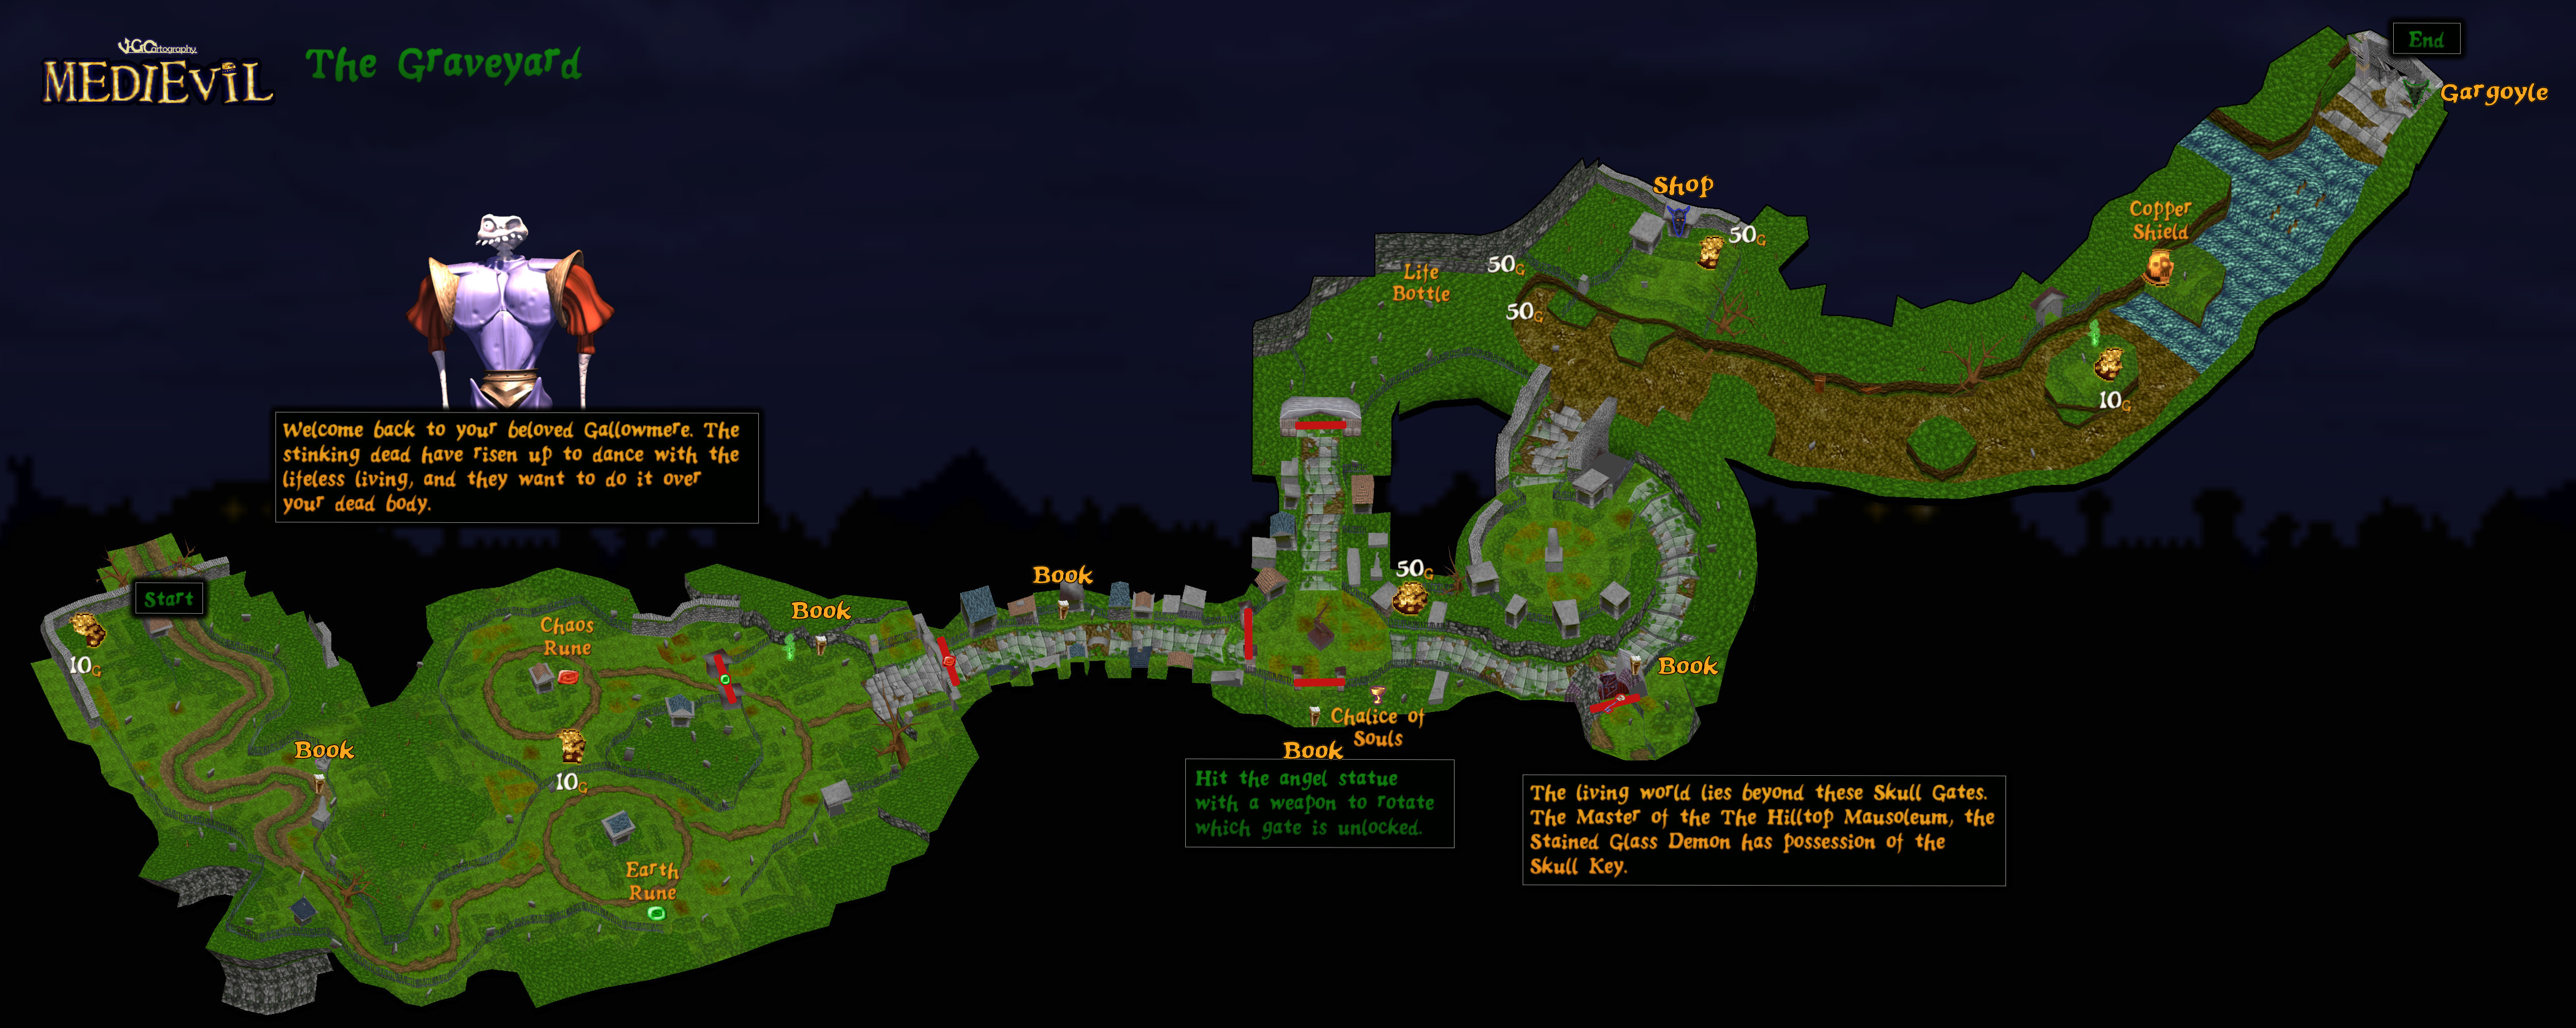 VGCartography
MEDIEVIL
The Graveyard
End
Gargoyle
Shop
50G
Copper
Shield
50G
Life
Bottle
50G
10G
Welcome back to your beloved Gallowmere. The
stinking dead have risen up to dance with the
lifeless living, and they want to do it over
your dead body.
Start
10G
Book
Chaos
Rune
10G
Earth
Rune
Book
Book
50G
Book
Chalice of
Souls
Book
Hit the angel statue
with a weapon to rotate
which gate is unlocked.
The living world lies beyond these Skull Gates.
The Master of the The Hilltop Mausoleum, the
Stained Glass Demon has possession of the
Skull Key.